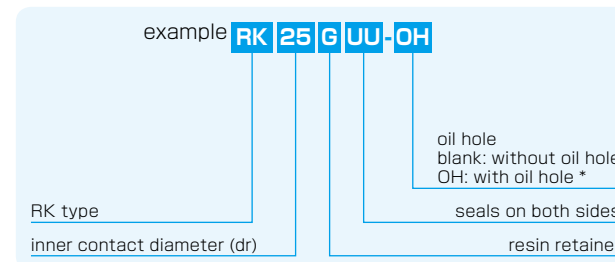 example RK 25 G UU-OH
oil hole
blank: without oil hole
OH: with oil hole *
RK type
seals on both sides
inner contact diameter (dr)
resin retaine